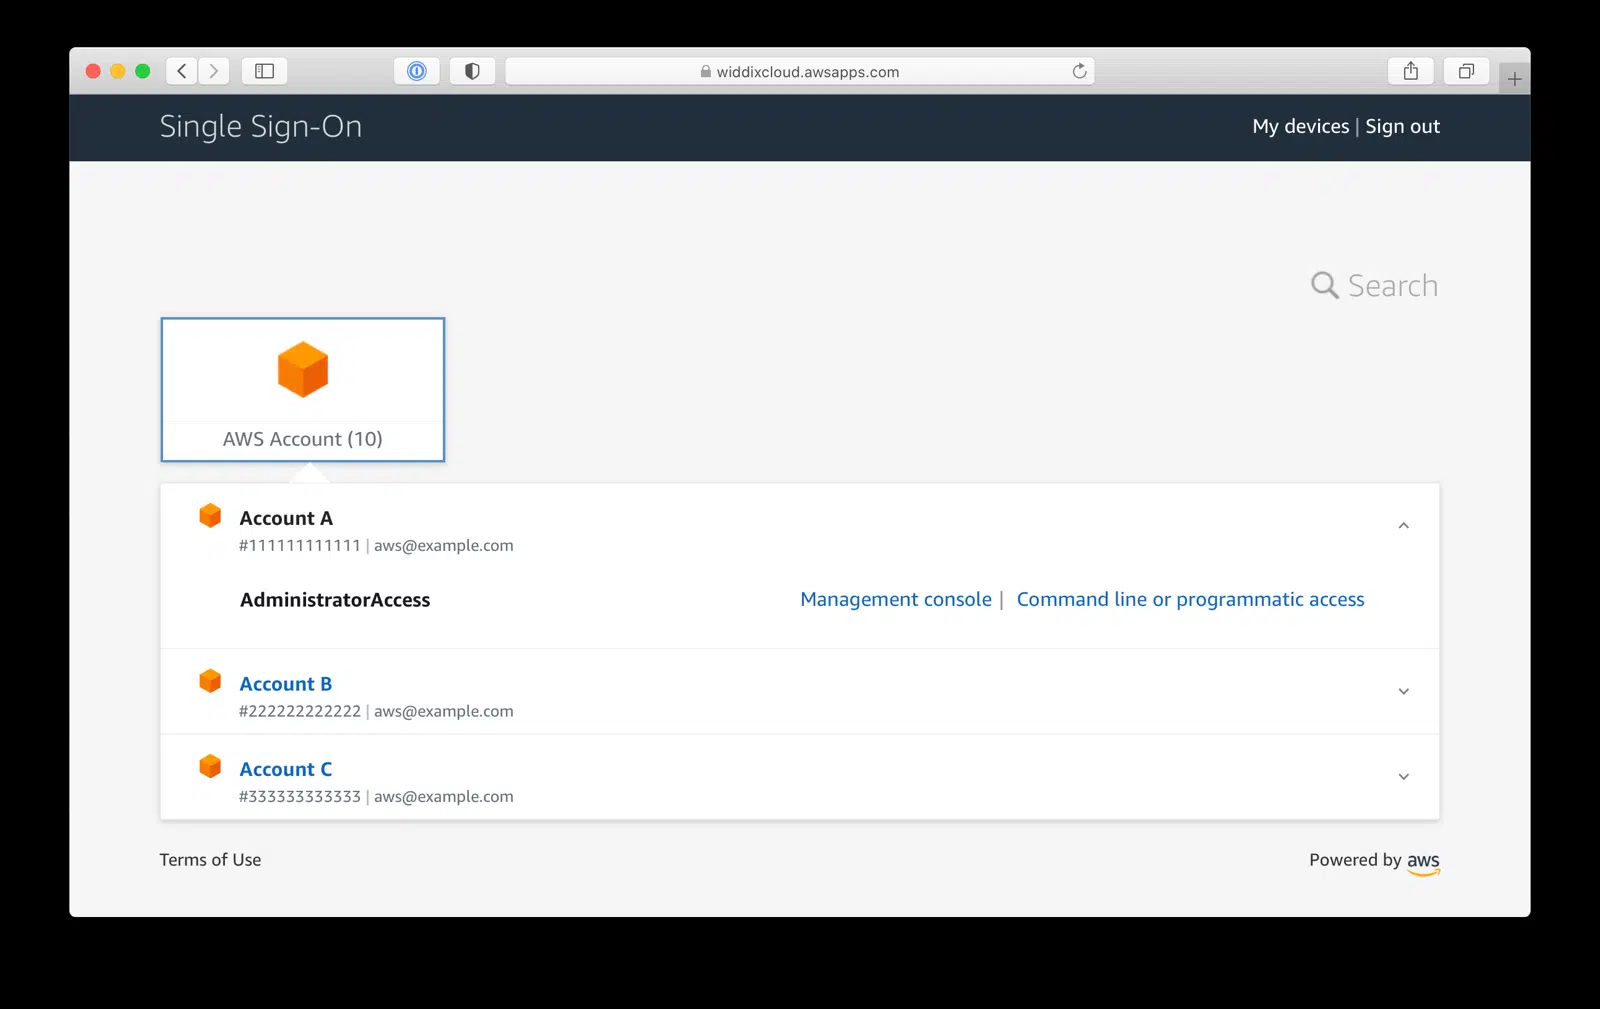 widdixcloud.awsapps.com
Single Sign-On
My devices | Sign out
Search
AWS Account (10)
Account A
#111111111111 | aws@example.com
AdministratorAccess
Management console | Command line or programmatic access
Account B
#222222222222 | aws@example.com
Account C
#333333333333 | aws@example.com
Terms of Use
Powered by aws